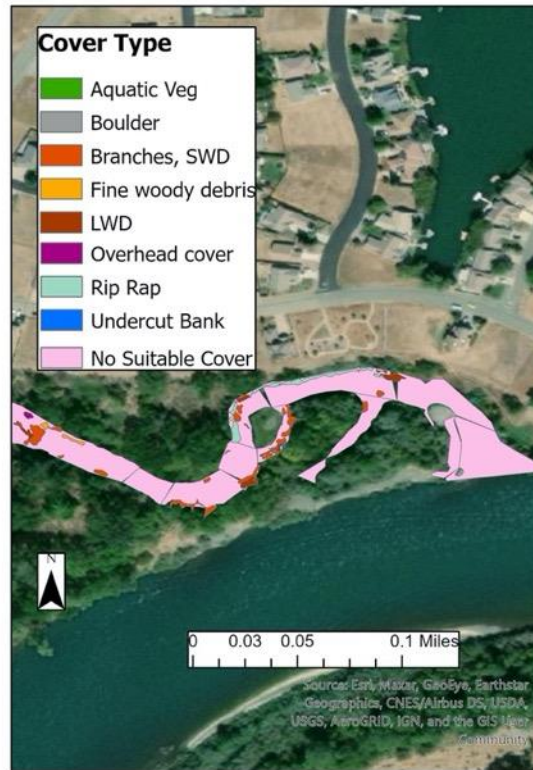 Cover Type
Aquatic Veg
Boulder
Branches, SWD
Fine woody debris
LWD
Overhead cover
Rip Rap
Undercut Bank
No Suitable Cover
N
0 0.03 0.05 0.1 Miles
Source: Esri, Maxar, GeoEye, Earthstar
Geographics, CNES/Airbus DS, USDA,
USGS, AeroGRID, IGN, and the GIS User
Community